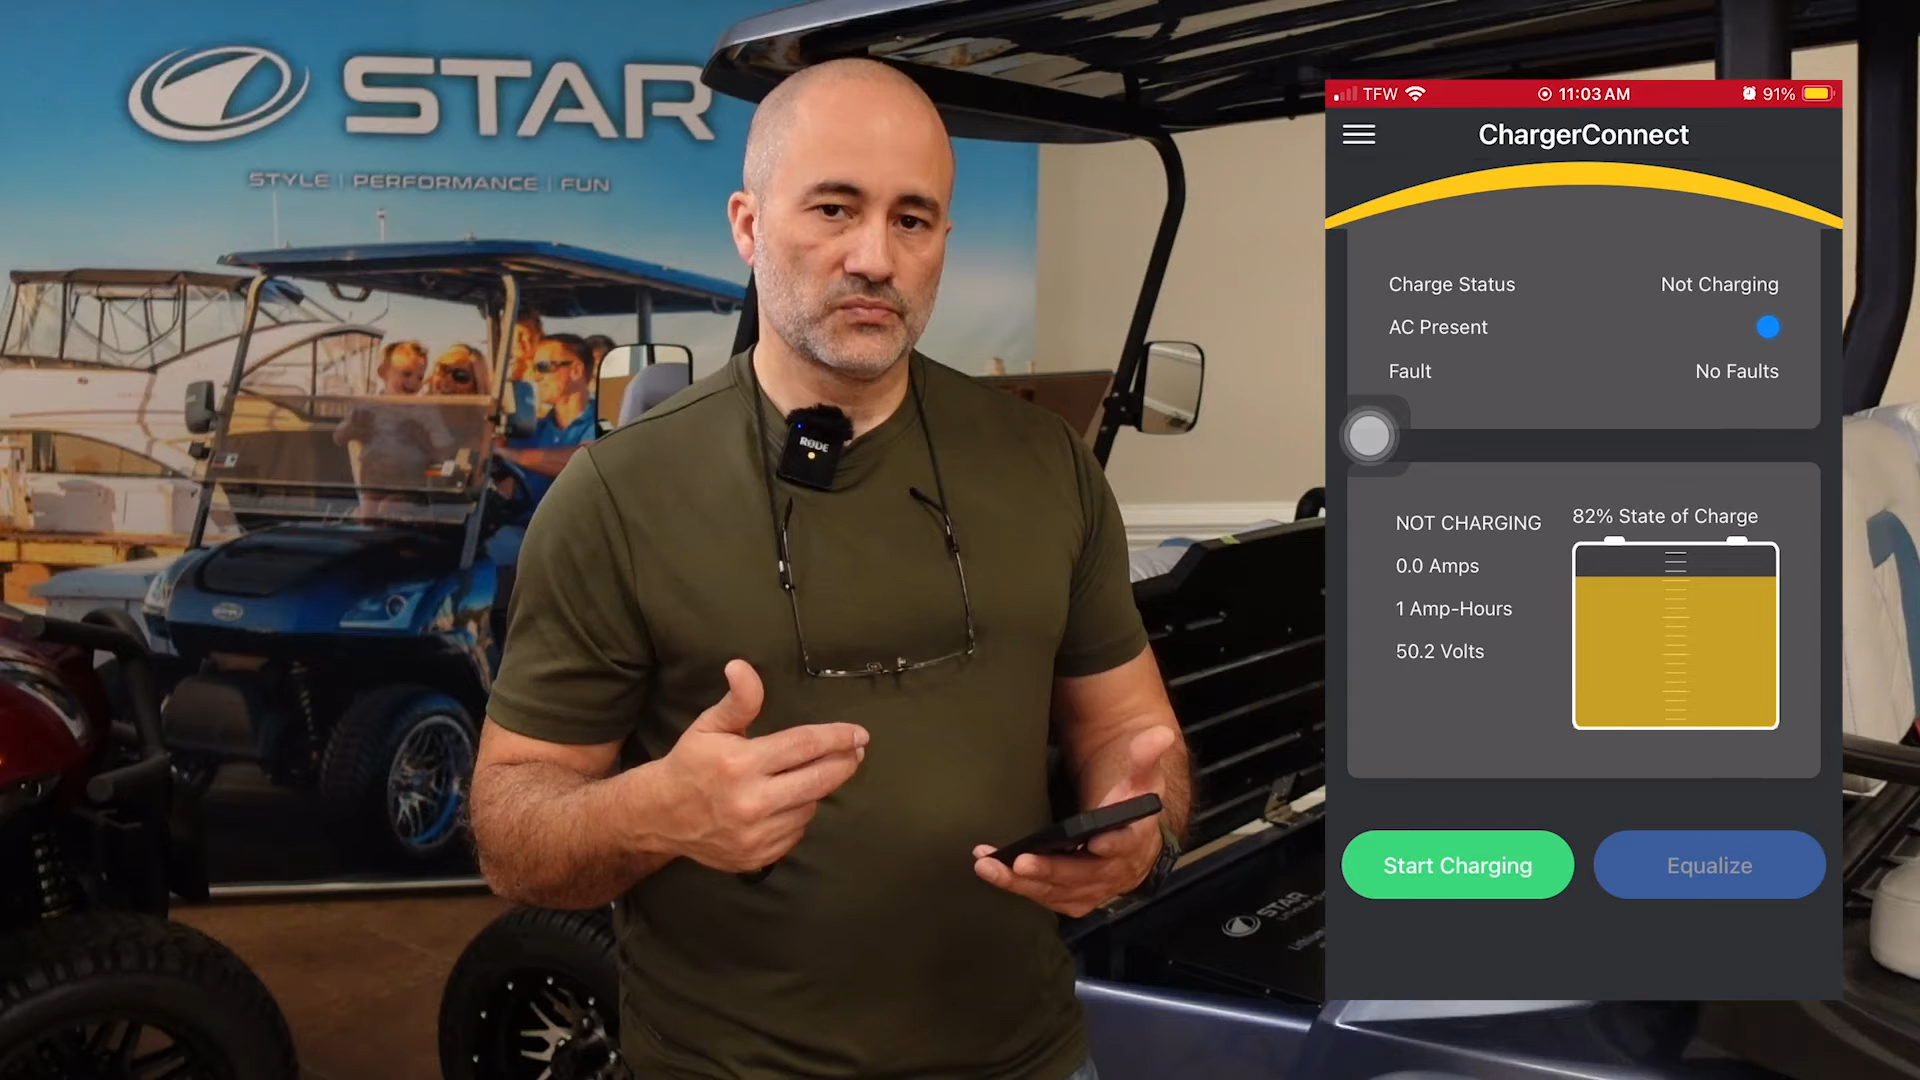 STAR
STYLE | PERFORMANCE | FUN
RØDE
STAR
TFW
11:03 AM
91%
ChargerConnect
Charge Status Not Charging
AC Present
Fault No Faults
NOT CHARGING
82% State of Charge
0.0 Amps
1 Amp-Hours
50.2 Volts
Start Charging
Equalize